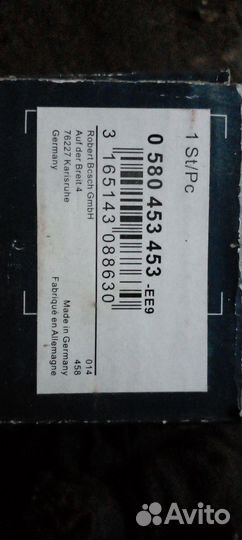 1 St/Pc
0 580 453 453 -EE9
3 165143 088630
Robert Bosch GmbH
Auf der Breit 4
76227 Karlsruhe
Germany
014
458
Made in Germany
Fabriqué en Allemagne
Avito